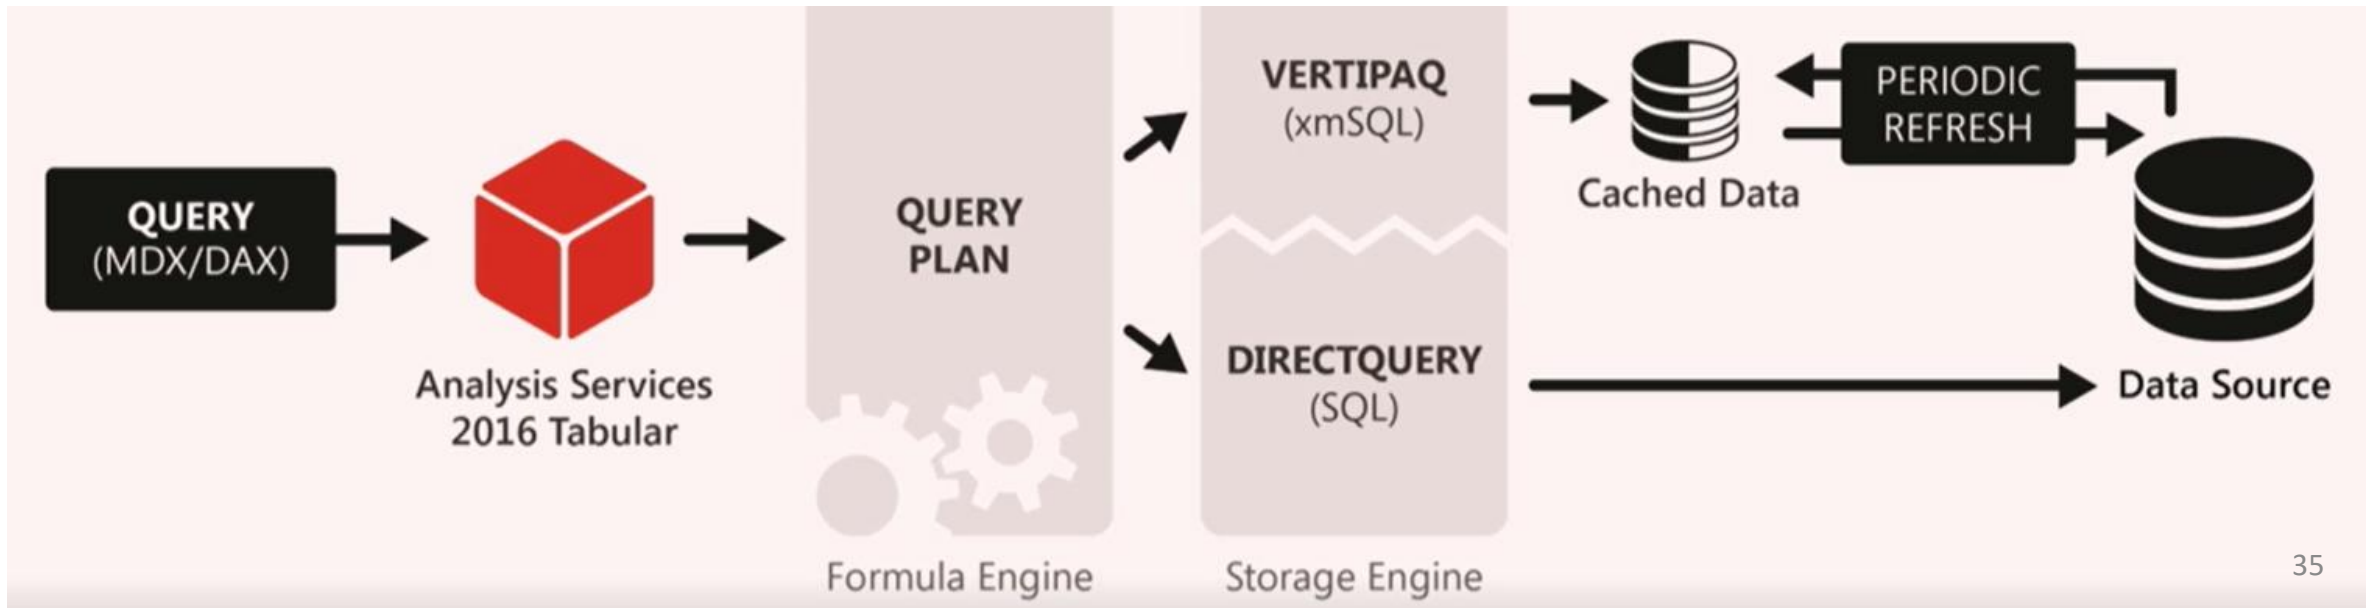 QUERY
(MDX/DAX)
Analysis Services
2016 Tabular
QUERY
PLAN
Formula Engine
VERTIPAQ
(xmSQL)
DIRECTQUERY
(SQL)
Storage Engine
Cached Data
PERIODIC
REFRESH
Data Source
35